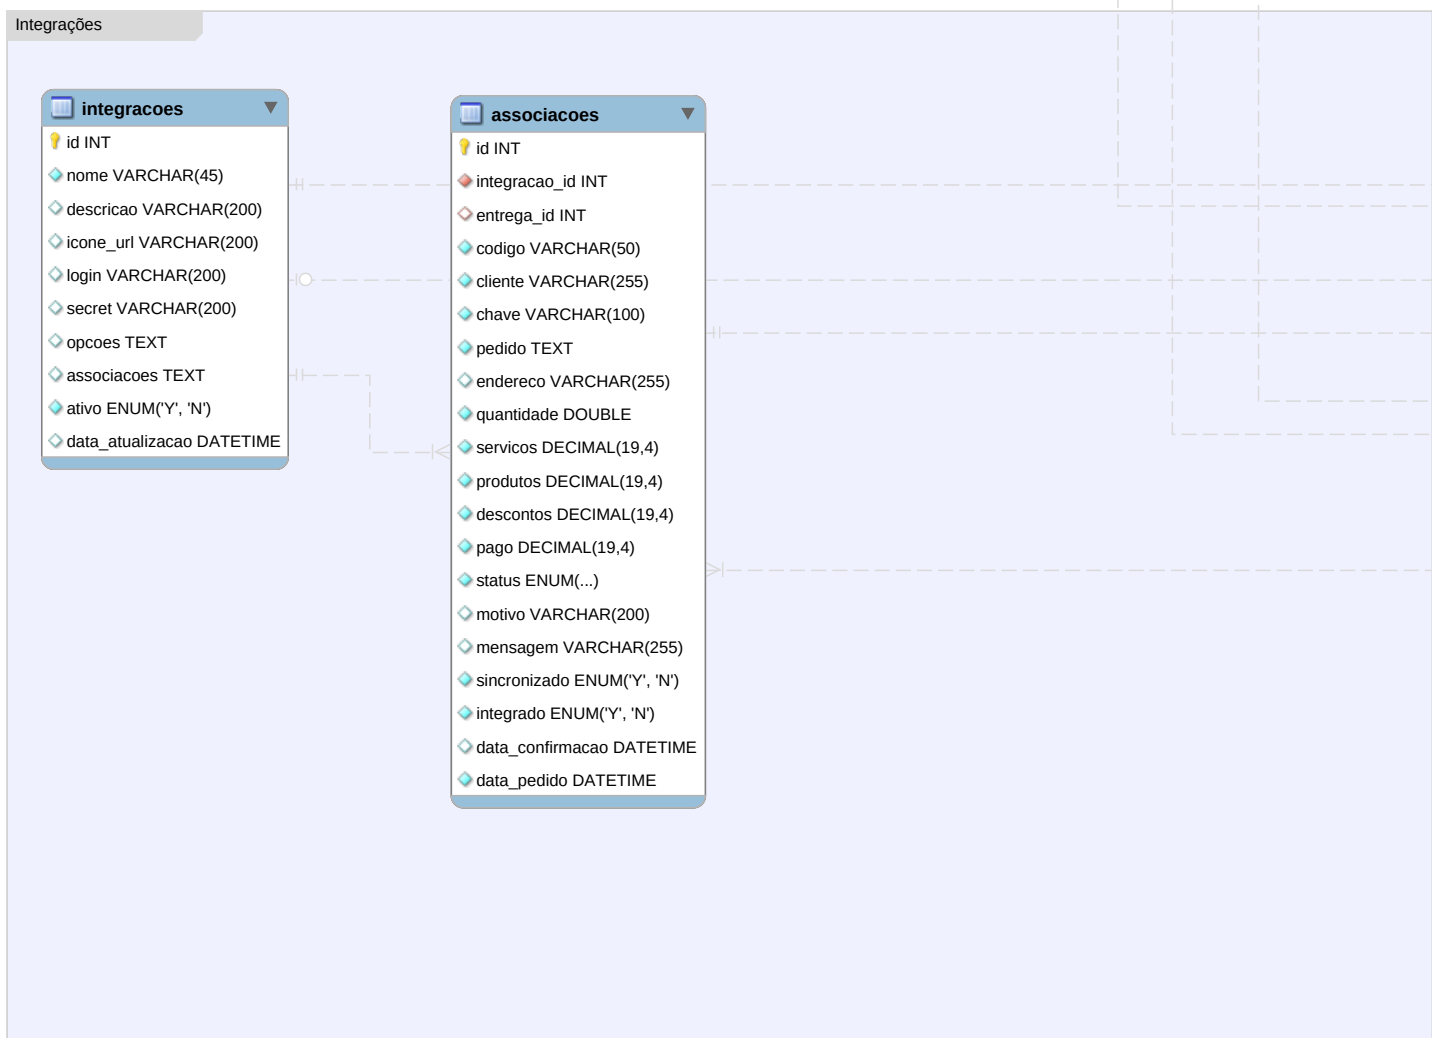 Integrações
integracoes
id INT
nome VARCHAR(45)
descricao VARCHAR(200)
icone_url VARCHAR(200)
login VARCHAR(200)
secret VARCHAR(200)
opcoes TEXT
associacoes TEXT
ativo ENUM('Y', 'N')
data_atualizacao DATETIME
associacoes
id INT
integracao_id INT
entrega_id INT
codigo VARCHAR(50)
cliente VARCHAR(255)
chave VARCHAR(100)
pedido TEXT
endereco VARCHAR(255)
quantidade DOUBLE
servicos DECIMAL(19,4)
produtos DECIMAL(19,4)
descontos DECIMAL(19,4)
pago DECIMAL(19,4)
status ENUM(...)
motivo VARCHAR(200)
mensagem VARCHAR(255)
sincronizado ENUM('Y', 'N')
integrado ENUM('Y', 'N')
data_confirmacao DATETIME
data_pedido DATETIME